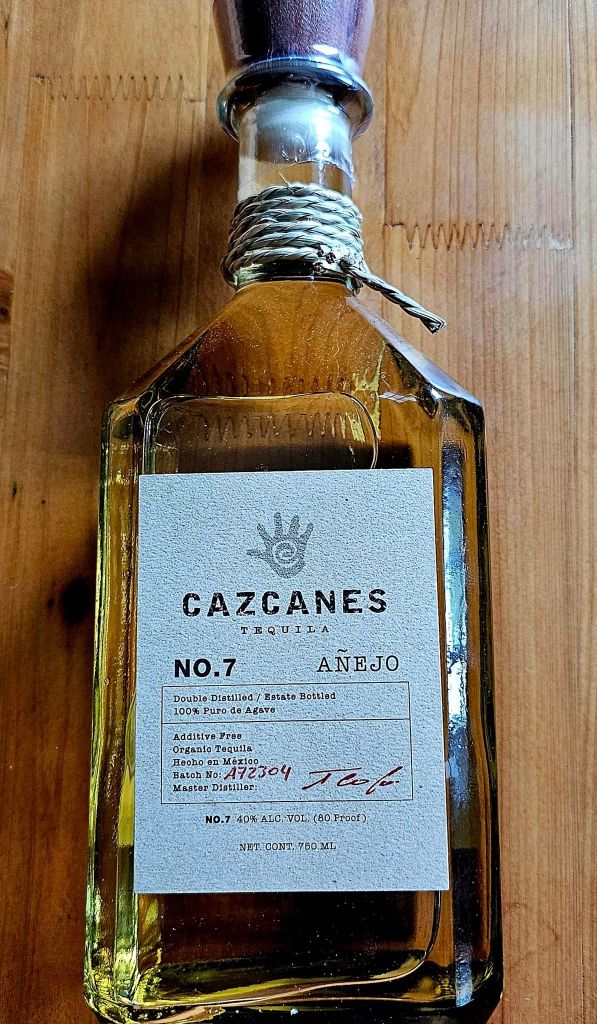 CAZCANES
TEQUILA
NO.7 AÑEJO
Double Distilled / Estate Bottled
100% Puro de Agave
Additive Free
Organic Tequila
Hecho en México
Batch No: A72304
Master Distiller:
NO.7 40% ALC. VOL. (80 Proof)
NET. CONT. 750 ML